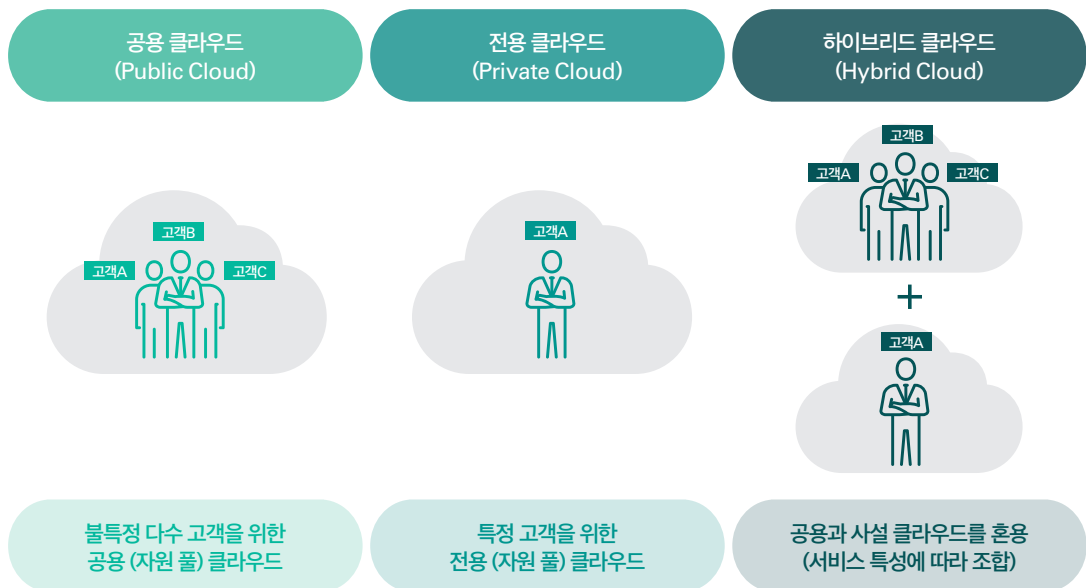 공용 클라우드
(Public Cloud)
전용 클라우드
(Private Cloud)
하이브리드 클라우드
(Hybrid Cloud)
고객B
고객A
고객C
고객A
고객B
고객A
고객C
+
고객A
불특정 다수 고객을 위한
공용 (자원 풀) 클라우드
특정 고객을 위한
전용 (자원 풀) 클라우드
공용과 사설 클라우드를 혼용
(서비스 특성에 따라 조합)